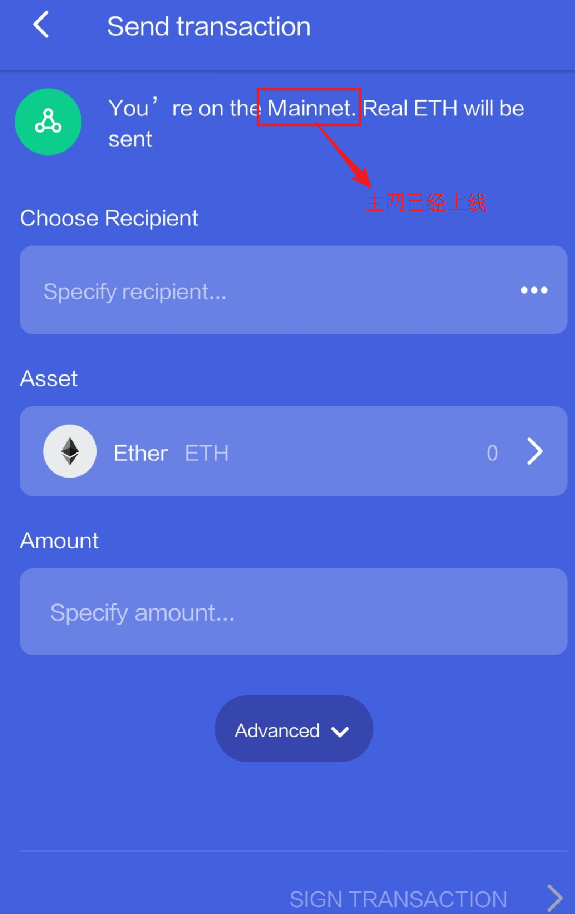 Send transaction
You’re on the Mainnet. Real ETH will be
sent
主网已经上线
Choose Recipient
Specify recipient...
Asset
Ether ETH 0
Amount
Specify amount...
Advanced
SIGN TRANSACTION